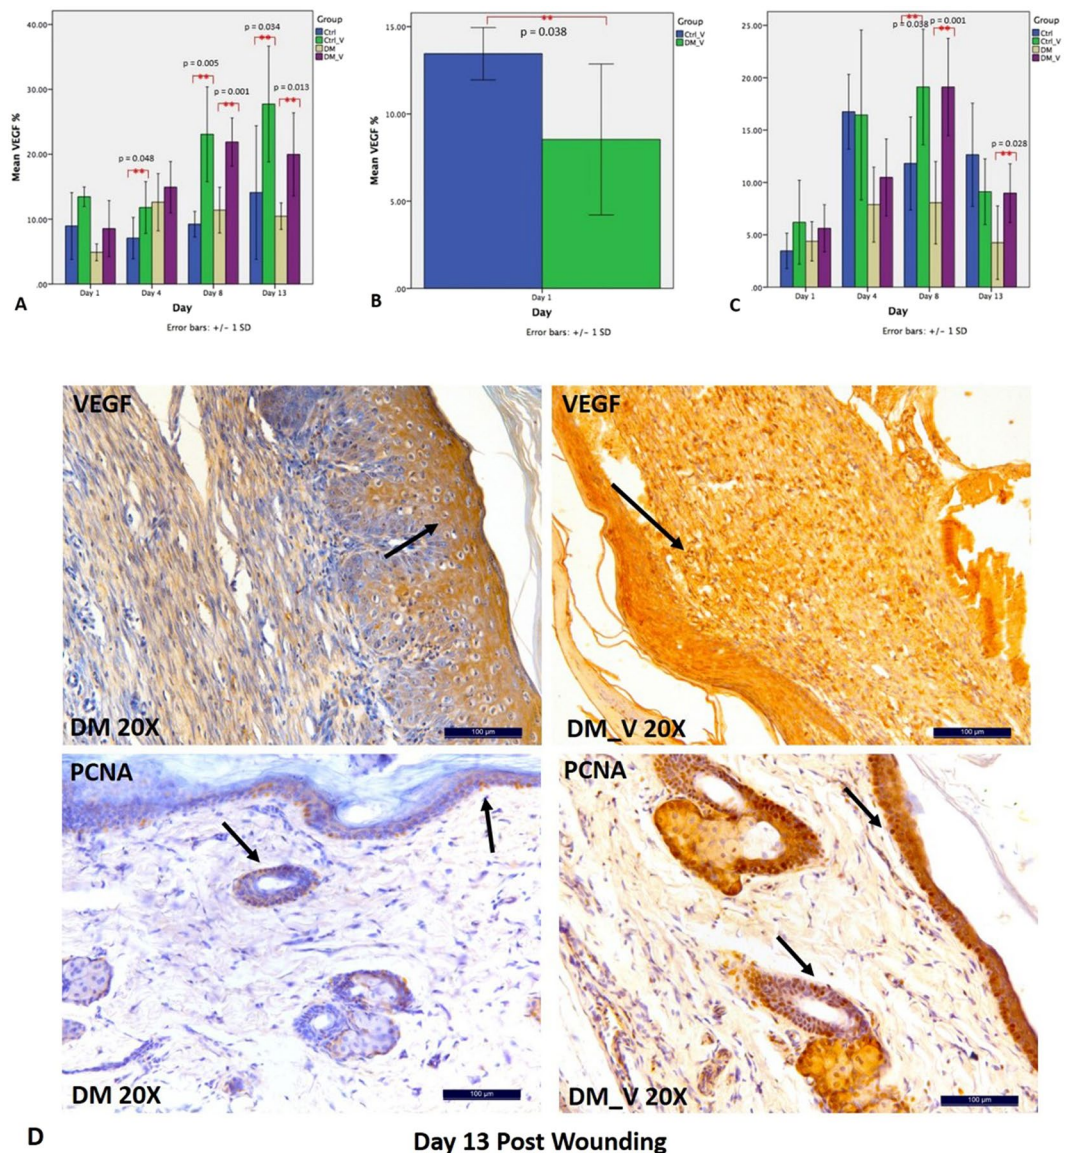 40.00
30.00
20.00
10.00
.00
Mean VEGF %
p = 0.048
p = 0.005
p = 0.001
p = 0.034
p = 0.013
Group
Ctrl
Ctrl_V
DM
DM_V
Day 1
Day 4
Day 8
Day 13
Day
Error bars: +/- 1 SD
A
15.00
10.00
5.00
.00
Mean VEGF %
**
p = 0.038
Group
Ctrl_V
DM_V
Day 1
Day
Error bars: +/- 1 SD
B
25.00
20.00
15.00
10.00
5.00
.00
p = 0.038
p = 0.001
p = 0.028
Group
Ctrl
Ctrl_V
DM
DM_V
Day 1
Day 4
Day 8
Day 13
Day
Error bars: +/- 1 SD
C
VEGF
DM 20X
100 µm
VEGF
DM_V 20X
100 µm
PCNA
DM 20X
100 µm
PCNA
DM_V 20X
100 µm
D
Day 13 Post Wounding